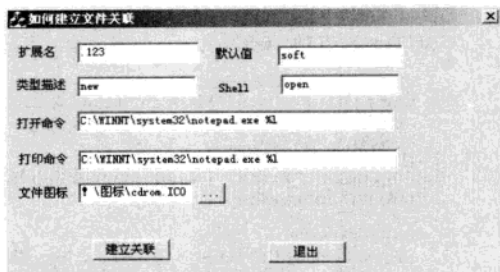 如何建立文件关联
扩展名 .123 默认值 soft
类型描述 new Shell open
打开命令 C:\WINNT\system32\notepad.exe %1
打印命令 C:\WINNT\system32\notepad.exe %1
文件图标 \图标\cdrom.ICO ...
建立关联 退出